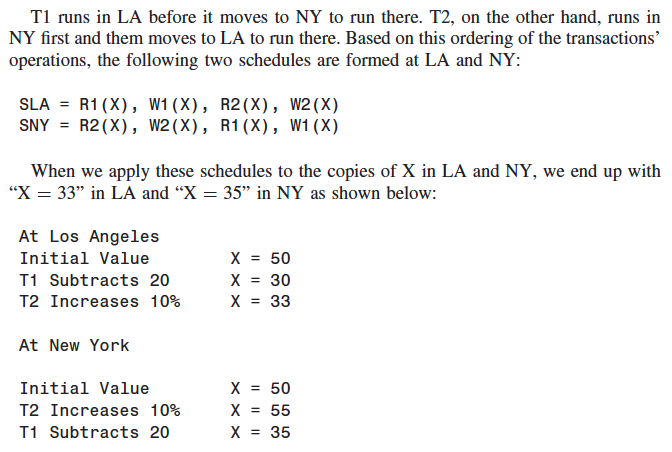 T1 runs in LA before it moves to NY to run there. T2, on the other hand, runs in
NY first and them moves to LA to run there. Based on this ordering of the transactions’
operations, the following two schedules are formed at LA and NY:
SLA = R1(X), W1(X), R2(X), W2(X)
SNY = R2(X), W2(X), R1(X), W1(X)
When we apply these schedules to the copies of X in LA and NY, we end up with
“X = 33” in LA and “X = 35” in NY as shown below:
At Los Angeles
Initial Value X = 50
T1 Subtracts 20 X = 30
T2 Increases 10% X = 33
At New York
Initial Value X = 50
T2 Increases 10% X = 55
T1 Subtracts 20 X = 35